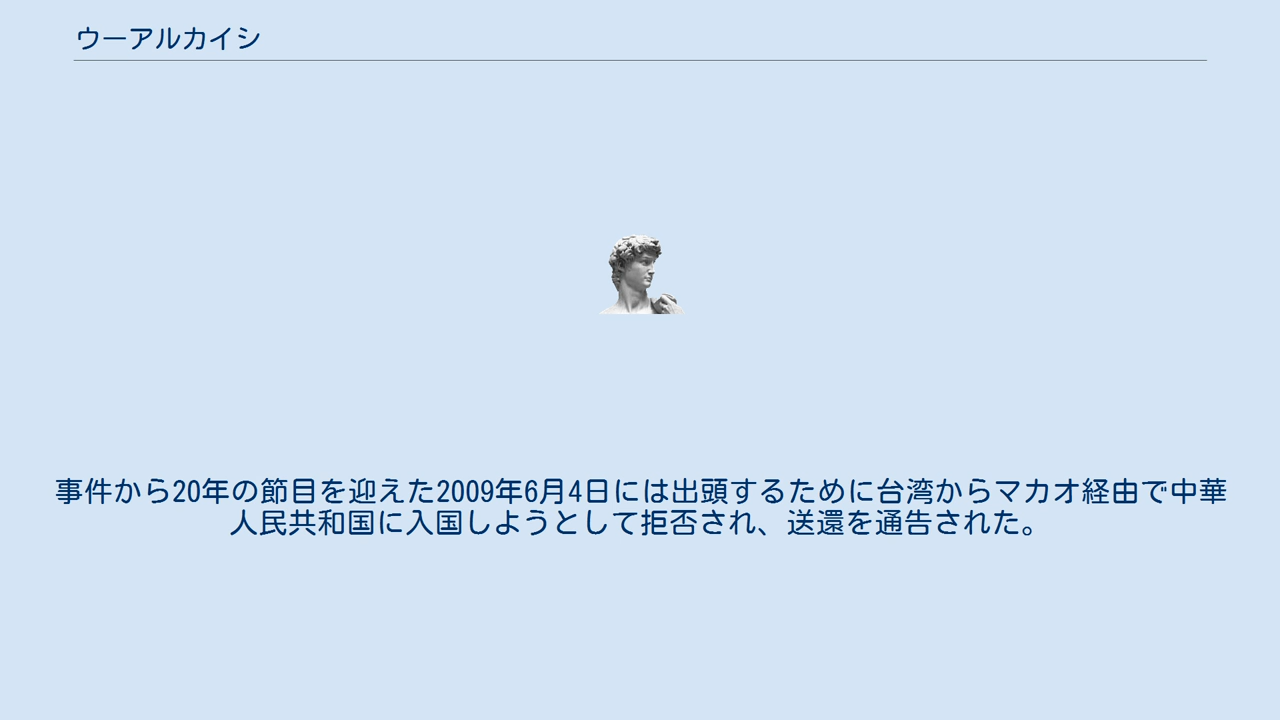 ウーアルカイシ
事件から20年の節目を迎えた2009年6月4日には出頭するために台湾からマカオ経由で中華
人民共和国に入国しようとして拒否され、送還を通告された。